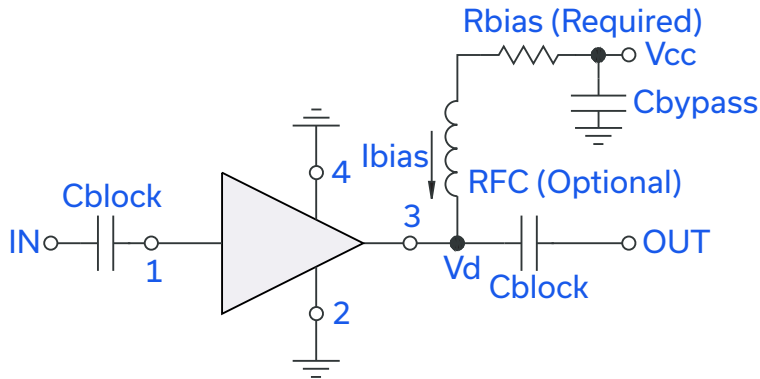 Rbias (Required)
Vcc
Cbypass
Ibias
4
RFC (Optional)
Cblock
3
IN
OUT
1
Vd
Cblock
2